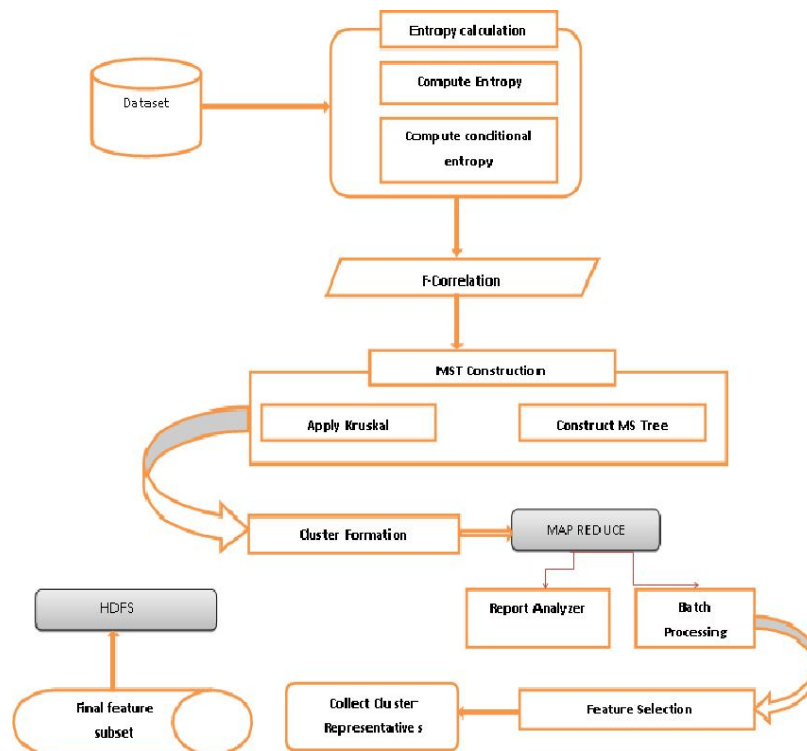 Entropy calculation
Dataset
Compute Entropy
Compute conditional
entropy
F-Correlation
MST Construction
Apply Kruskal
Construct MS Tree
Cluster Formation
MAP REDUCE
HDFS
Report Analyzer
Batch
Processing
Final feature
subset
Collect Cluster
Representatives
Feature Selection